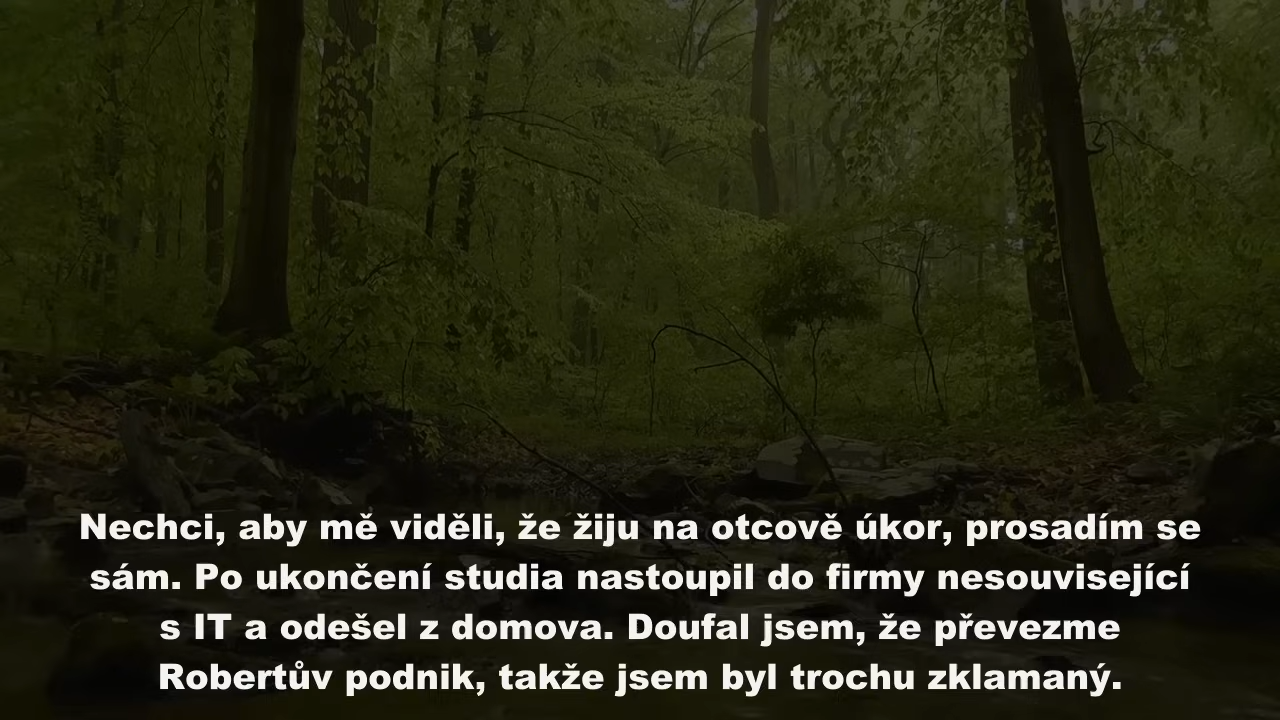 Nechci, aby mě viděli, že žiju na otcově úkor, prosadím se
sám. Po ukončení studia nastoupil do firmy nesouvisející
s IT a odešel z domova. Doufal jsem, že převezme
Robertův podnik, takže jsem byl trochu zklamaný.